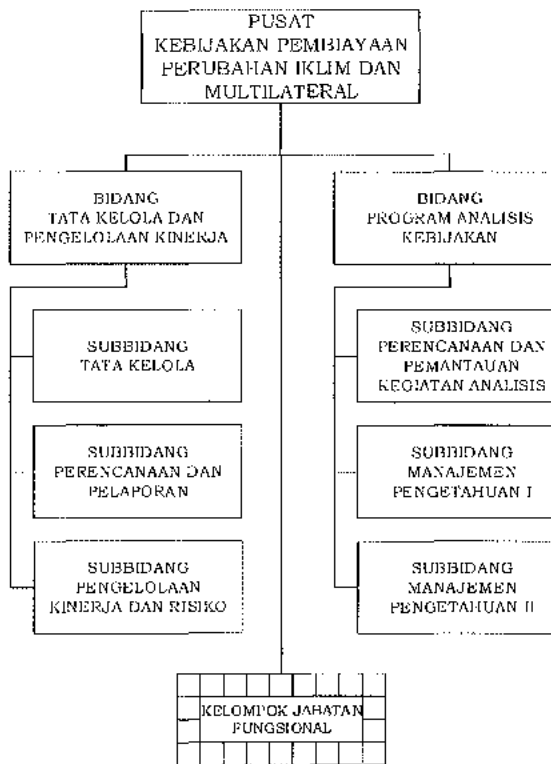 PUSAT
KEBIJAKAN PEMBIAYAAN
PERUBAHAN IKLIM DAN
MULTILATERAL
BIDANG
TATA KELOLA DAN
PENGELOLAAN KINERJA
SUBBIDANG
TATA KELOLA
SUBBIDANG
PERENCANAAN DAN
PELAPORAN
SUBBIDANG
PENGELOLAAN
KINERJA DAN RISIKO
BIDANG
PROGRAM ANALISIS
KEBIJAKAN
SUBBIDANG
PERENCANAAN DAN
PEMANTAUAN
KEGIATAN ANALISIS
SUBBIDANG
MANAJEMEN
PENGETAHUAN I
SUBBIDANG
MANAJEMEN
PENGETAHUAN II
KELOMPOK JABATAN
FUNGSIONAL